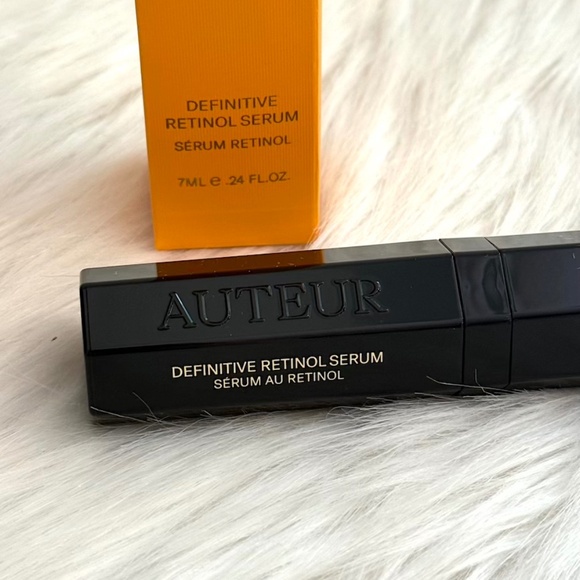 DEFINITIVE
RETINOL SERUM
SÉRUM RETINOL
7ML e .24 FL.OZ.
AUTEUR
DEFINITIVE RETINOL SERUM
SÉRUM AU RETINOL